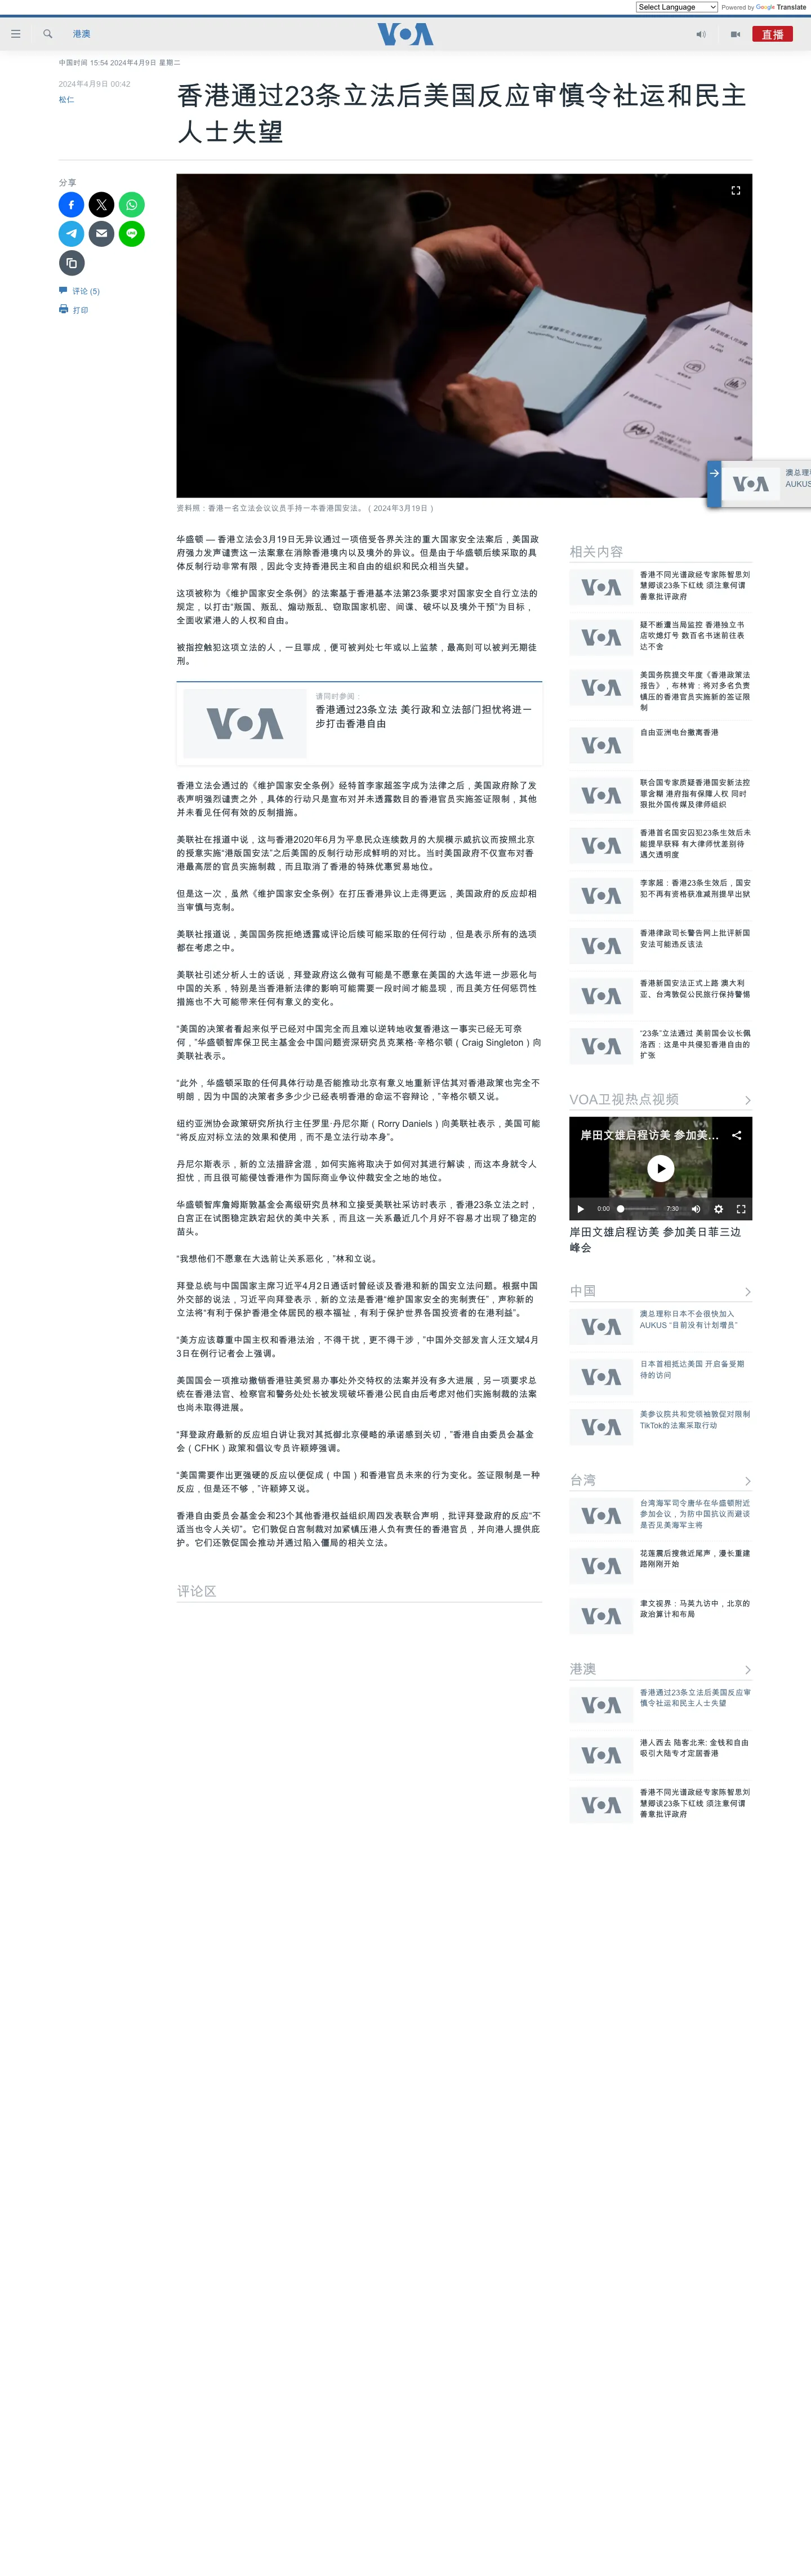 Select Language
Powered by Google Translate
港澳
VOA
直播
中国时间 15:54 2024年4月9日 星期二
2024年4月9日 00:42
松仁
香港通过23条立法后美国反应审慎令社运和民主
人士失望
分享
评论 (5)
打印
资料照：香港一名立法会议议员手持一本香港国安法。（2024年3月19日）
澳总理称
AUKUS
华盛顿 — 香港立法会3月19日无异议通过一项倍受各界关注的重大国家安全法案后，美国政
府强力发声谴责这一法案意在消除香港境内以及境外的异议。但是由于华盛顿后续采取的具
体反制行动非常有限，因此令支持香港民主和自由的组织和民众相当失望。
这项被称为《维护国家安全条例》的法案基于香港基本法第23条要求对国家安全自行立法的
规定，以打击“叛国、叛乱、煽动叛乱、窃取国家机密、间谍、破坏以及境外干预”为目标，
全面收紧港人的人权和自由。
被指控触犯这项立法的人，一旦罪成，便可被判处七年或以上监禁，最高则可以被判无期徒
刑。
VOA
请同时参阅：
香港通过23条立法 美行政和立法部门担忧将进一
步打击香港自由
香港立法会通过的《维护国家安全条例》经特首李家超签字成为法律之后，美国政府除了发
表声明强烈谴责之外，具体的行动只是宣布对并未透露数目的香港官员实施签证限制，其他
并未看见任何有效的反制措施。
美联社在报道中说，这与香港2020年6月为平息民众连续数月的大规模示威抗议而按照北京
的授意实施“港版国安法”之后美国的反制行动形成鲜明的对比。当时美国政府不仅宣布对香
港最高层的官员实施制裁，而且取消了香港的特殊优惠贸易地位。
但是这一次，虽然《维护国家安全条例》在打压香港异议上走得更远，美国政府的反应却相
当审慎与克制。
美联社报道说，美国国务院拒绝透露或评论后续可能采取的任何行动，但是表示所有的选项
都在考虑之中。
美联社引述分析人士的话说，拜登政府这么做有可能是不愿意在美国的大选年进一步恶化与
中国的关系，特别是当香港新法律的影响可能需要一段时间才能显现，而且美方任何惩罚性
措施也不大可能带来任何有意义的变化。
“美国的决策者看起来似乎已经对中国完全而且难以逆转地收复香港这一事实已经无可奈
何，”华盛顿智库保卫民主基金会中国问题资深研究员克莱格·辛格尔顿（Craig Singleton）向
美联社表示。
“此外，华盛顿采取的任何具体行动是否能推动北京有意义地重新评估其对香港政策也完全不
明朗，因为中国的决策者多多少少已经表明香港的命运不容辩论，”辛格尔顿又说。
纽约亚洲协会政策研究所执行主任罗里·丹尼尔斯（Rorry Daniels）向美联社表示，美国可能
“将反应对标立法的效果和使用，而不是立法行动本身”。
丹尼尔斯表示，新的立法措辞含混，如何实施将取决于如何对其进行解读，而这本身就令人
担忧，而且很可能侵蚀香港作为国际商业争议仲裁安全之地的地位。
华盛顿智库詹姆斯敦基金会高级研究员林和立接受美联社采访时表示，香港23条立法之时，
白宫正在试图稳定跌宕起伏的美中关系，而且这一关系最近几个月好不容易才出现了稳定的
苗头。
“我想他们不愿意在大选前让关系恶化，”林和立说。
拜登总统与中国国家主席习近平4月2日通话时曾经谈及香港和新的国安立法问题。根据中国
外交部的说法，习近平向拜登表示，新的立法是香港“维护国家安全的宪制责任”，声称新的
立法将“有利于保护香港全体居民的根本福祉，有利于保护世界各国投资者的在港利益”。
“美方应该尊重中国主权和香港法治，不得干扰，更不得干涉，”中国外交部发言人汪文斌4月
3日在例行记者会上强调。
美国国会一项推动撤销香港驻美贸易办事处外交特权的法案并没有多大进展，另一项要求总
统在香港法官、检察官和警务处处长被发现破坏香港公民自由后考虑对他们实施制裁的法案
也尚未取得进展。
“拜登政府最新的反应坦白讲让我对其抵御北京侵略的承诺感到关切，”香港自由委员会基金
会（CFHK）政策和倡议专员许颖婷强调。
“美国需要作出更强硬的反应以便促成（中国）和香港官员未来的行为变化。签证限制是一种
反应，但是还不够，”许颖婷又说。
香港自由委员会基金会和23个其他香港权益组织周四发表联合声明，批评拜登政府的反应“不
适当也令人关切”。它们敦促白宫制裁对加紧镇压港人负有责任的香港官员，并向港人提供庇
护。它们还敦促国会推动并通过陷入僵局的相关立法。
评论区
相关内容
香港不同光谱政经专家陈智思刘
慧卿谈23条下红线 须注意何谓
善意批评政府
疑不断遭当局监控 香港独立书
店吹熄灯号 数百名书迷前往表
达不舍
美国务院提交年度《香港政策法
报告》，布林肯：将对多名负责
镇压的香港官员实施新的签证限
制
自由亚洲电台撤离香港
联合国专家质疑香港国安新法控
罪含糊 港府指有保障人权 同时
狠批外国传媒及律师组织
香港首名国安囚犯23条生效后未
能提早获释 有大律师忧差别待
遇欠透明度
李家超：香港23条生效后，国安
犯不再有资格获准减刑提早出狱
香港律政司长警告网上批评新国
安法可能违反该法
香港新国安法正式上路 澳大利
亚、台湾敦促公民旅行保持警惕
“23条”立法通过 美前国会议长佩
洛西：这是中共侵犯香港自由的
扩张
VOA卫视热点视频
岸田文雄启程访美 参加美...
0:00
7:30
岸田文雄启程访美 参加美日菲三边
峰会
中国
澳总理称日本不会很快加入
AUKUS “目前没有计划增员”
日本首相抵达美国 开启备受期
待的访问
美参议院共和党领袖敦促对限制
TikTok的法案采取行动
台湾
台湾海军司令唐华在华盛顿附近
参加会议，为防中国抗议而避谈
是否见美海军主将
花莲震后搜救近尾声，漫长重建
路刚刚开始
聿文视界：马英九访中，北京的
政治算计和布局
港澳
香港通过23条立法后美国反应审
慎令社运和民主人士失望
港人西去 陆客北来: 金钱和自由
吸引大陆专才定居香港
香港不同光谱政经专家陈智思刘
慧卿谈23条下红线 须注意何谓
善意批评政府